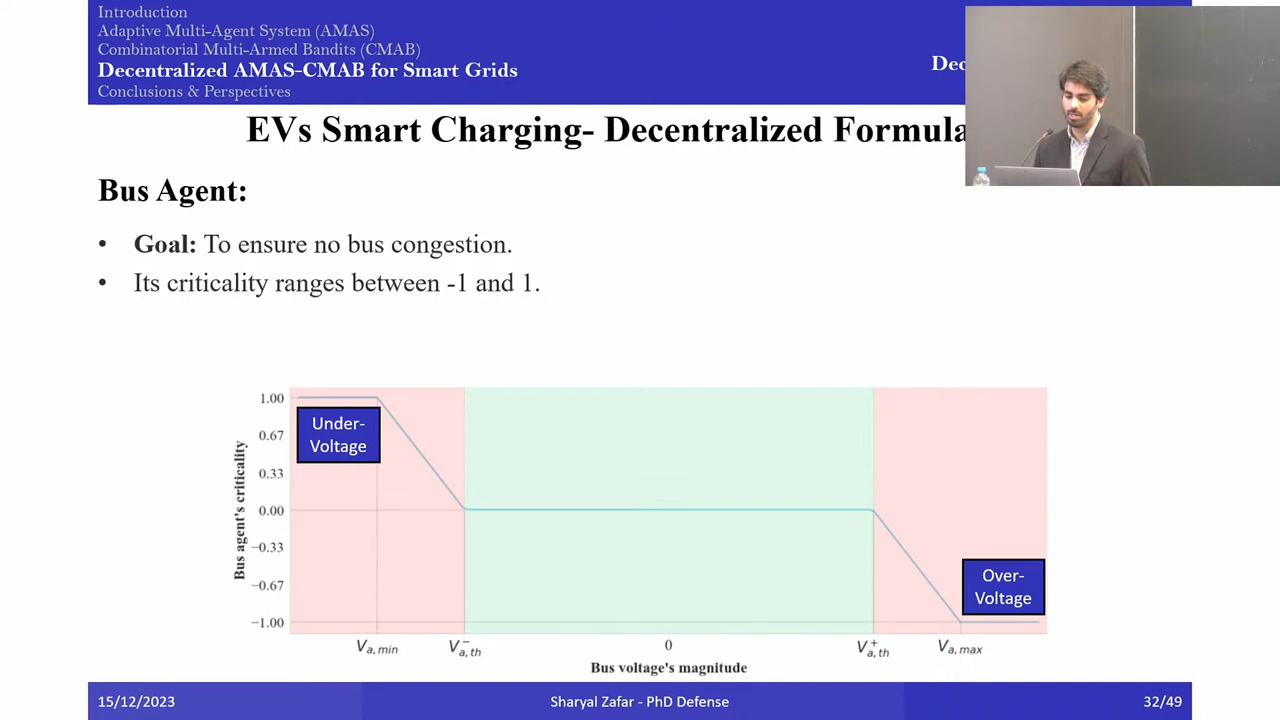 Introduction
Adaptive Multi-Agent System (AMAS)
Combinatorial Multi-Armed Bandits (CMAB)
Decentralized AMAS-CMAB for Smart Grids
Conclusions & Perspectives
EVs Smart Charging- Decentralized
Bus Agent:
• Goal: To ensure no bus congestion.
• Its criticality ranges between -1 and 1.
Bus agent's criticality
1.00
0.67
0.33
0.00
−0.33
−0.67
−1.00
Under-
Voltage
Over-
Voltage
V a,min
V⁻ a,th
0
V⁺ a,th
V a,max
Bus voltage's magnitude
15/12/2023
Sharyal Zafar - PhD Defense
32/49